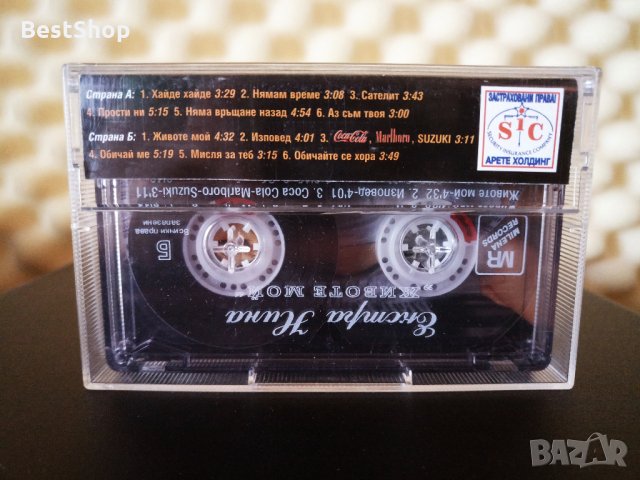 BestShop
Страна А: 1. Хайде хайде 3:29 2. Нямам време 3:08 3. Сателит 3:43
4. Прости ни 5:15 5. Няма връщане назад 4:54 6. Аз съм твоя 3:00
Страна Б: 1. Животе мой 4:32 2. Изповед 4:01 3. Coca-Cola Marlboro, SUZUKI 3:11
4. Обичай ме 5:19 5. Мисля за теб 3:15 6. Обичайте се хора 3:49
ЗАСТРАХОВАНИ ПРАВА!
SIC
SECURITY INSURANCE COMPANY
АРЕТЕ ХОЛДИНГ
Животе мой-4'32 2. Изповед-4'01 3. Coca Cola-Marlboro-Suzuki-3'11
Всички права
запазени
Б
MR
MILENA
RECORDS
"ЖИВОТЕ МОЙ"
Екстра Нина
BAZAR
bazar.bg